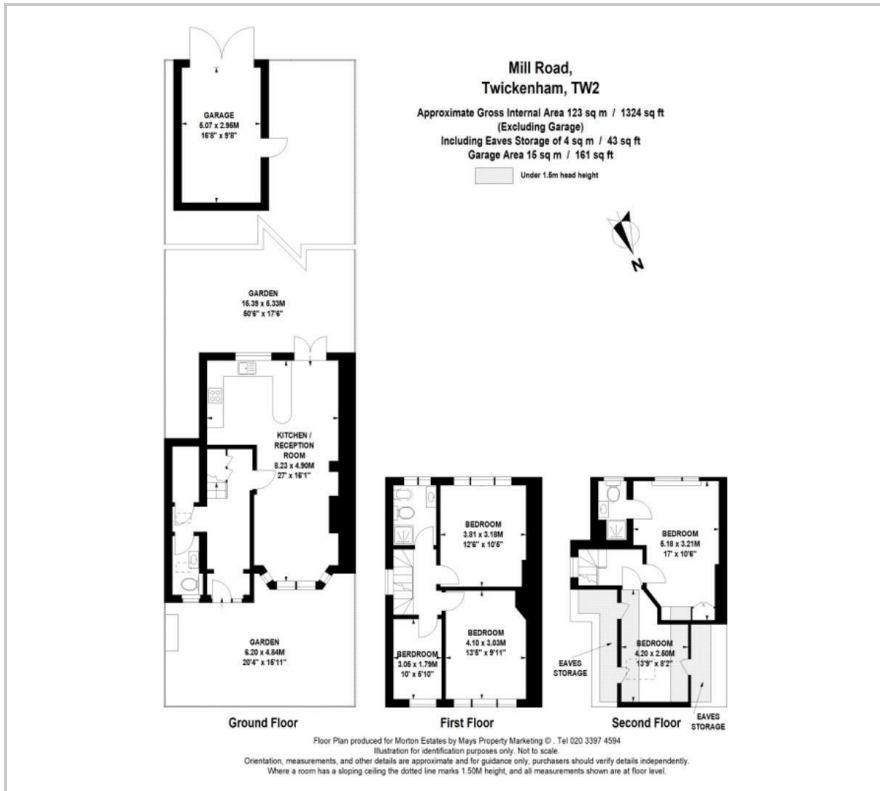 Mill Road,
Twickenham, TW2
Approximate Gross Internal Area 123 sq m / 1324 sq ft
(Excluding Garage)
Including Eaves Storage of 4 sq m / 43 sq ft
Garage Area 15 sq m / 161 sq ft
Under 1.5m head height
N
GARAGE
5.07 x 2.95M
16'8" x 9'8"
GARDEN
15.39 x 5.33M
50'6" x 17'6"
KITCHEN /
RECEPTION
ROOM
8.23 x 4.90M
27' x 16'1"
GARDEN
6.20 x 4.84M
20'4" x 15'11"
Ground Floor
BEDROOM
3.81 x 3.18M
12'6" x 10'5"
BEDROOM
4.10 x 3.03M
13'5" x 9'11"
BERDROOM
3.05 x 1.79M
10' x 5'10"
First Floor
BEDROOM
5.18 x 3.21M
17' x 10'6"
BEDROOM
4.20 x 2.50M
13'9" x 8'2"
EAVES
STORAGE
EAVES
STORAGE
Second Floor
Floor Plan produced for Morton Estates by Mays Property Marketing © . Tel 020 3397 4594
Illustration for identification purposes only. Not to scale.
Orientation, measurements, and other details are approximate and for guidance only, purchasers should verify details independently.
Where a room has a sloping ceiling the dotted line marks 1.50M height, and all measurements shown are at floor level.